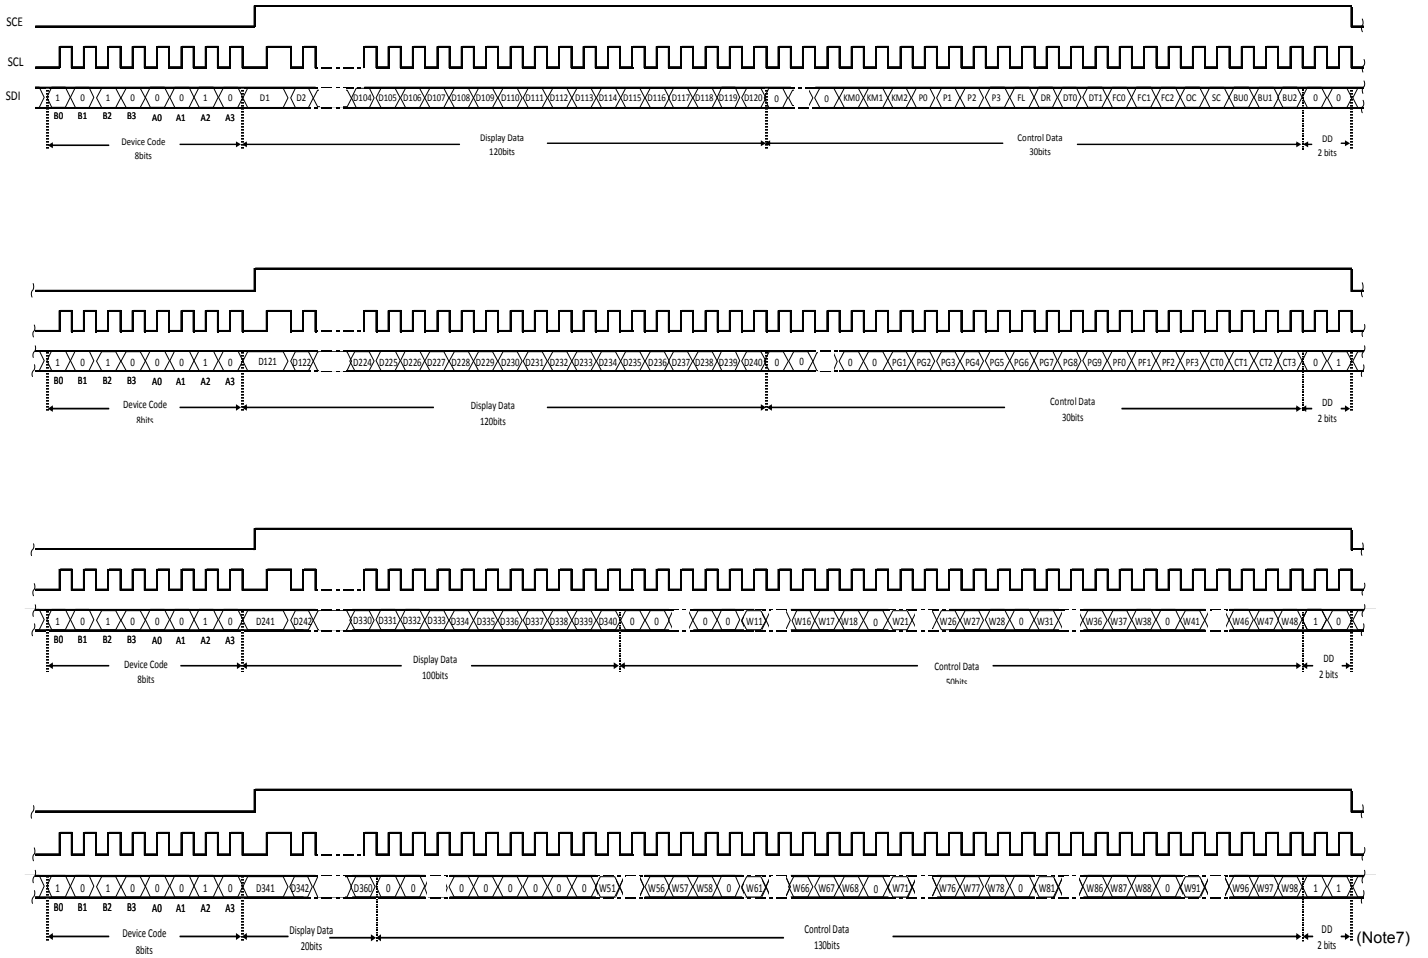 SCE
SCL
SDI 1 0 1 0 0 0 1 0 D1 D2 D104 D105 D106 D107 D108 D109 D110 D111 D112 D113 D114 D115 D116 D117 D118 D119 D120 0 0 KM0 KM1 KM2 P0 P1 P2 P3 FL DR DT0 DT1 FC0 FC1 FC2 OC SC BU0 BU1 BU2 0 0
B0 B1 B2 B3 A0 A1 A2 A3
Device Code Display Data Control Data DD
8bits 120bits 30bits 2 bits
1 0 1 0 0 0 1 0 D121 D122 D224 D225 D226 D227 D228 D229 D230 D231 D232 D233 D234 D235 D236 D237 D238 D239 D240 0 0 0 0 PG1 PG2 PG3 PG4 PG5 PG6 PG7 PG8 PG9 PF0 PF1 PF2 PF3 CT0 CT1 CT2 CT3 0 1
B0 B1 B2 B3 A0 A1 A2 A3
Device Code Display Data Control Data DD
8bits 120bits 30bits 2 bits
1 0 1 0 0 0 1 0 D241 D242 D330 D331 D332 D333 D334 D335 D336 D337 D338 D339 D340 0 0 0 0 W11 W16 W17 W18 0 W21 W26 W27 W28 0 W31 W36 W37 W38 0 W41 W46 W47 W48 1 0
B0 B1 B2 B3 A0 A1 A2 A3
Device Code Display Data Control Data DD
8bits 100bits 50bits 2 bits
1 0 1 0 0 0 1 0 D341 D342 D360 0 0 0 0 0 0 0 0 W51 W56 W57 W58 0 W61 W66 W67 W68 0 W71 W76 W77 W78 0 W81 W86 W87 W88 0 W91 W96 W97 W98 1 1
B0 B1 B2 B3 A0 A1 A2 A3
Device Code Display Data Control Data DD
8bits 20bits 130bits 2 bits (Note7)